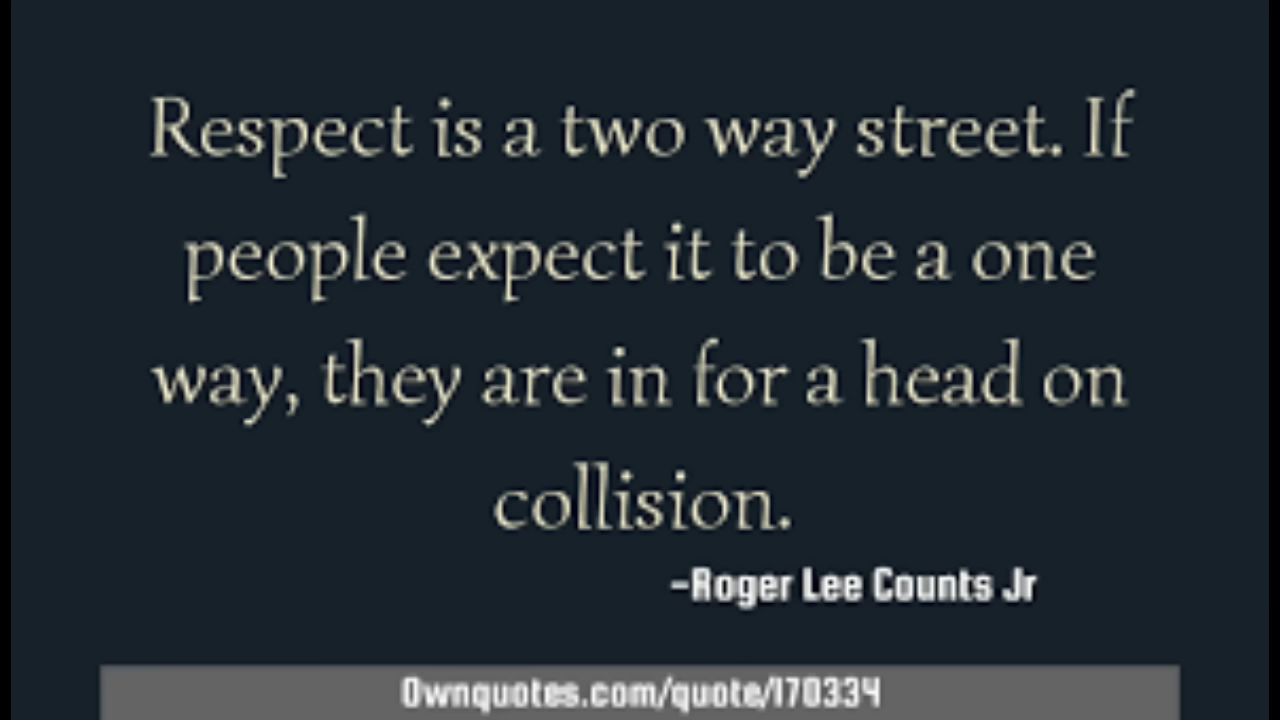 Respect is a two way street. If
people expect it to be a one
way, they are in for a head on
collision.
-Roger Lee Counts Jr
Ownquotes.com/quote/170334